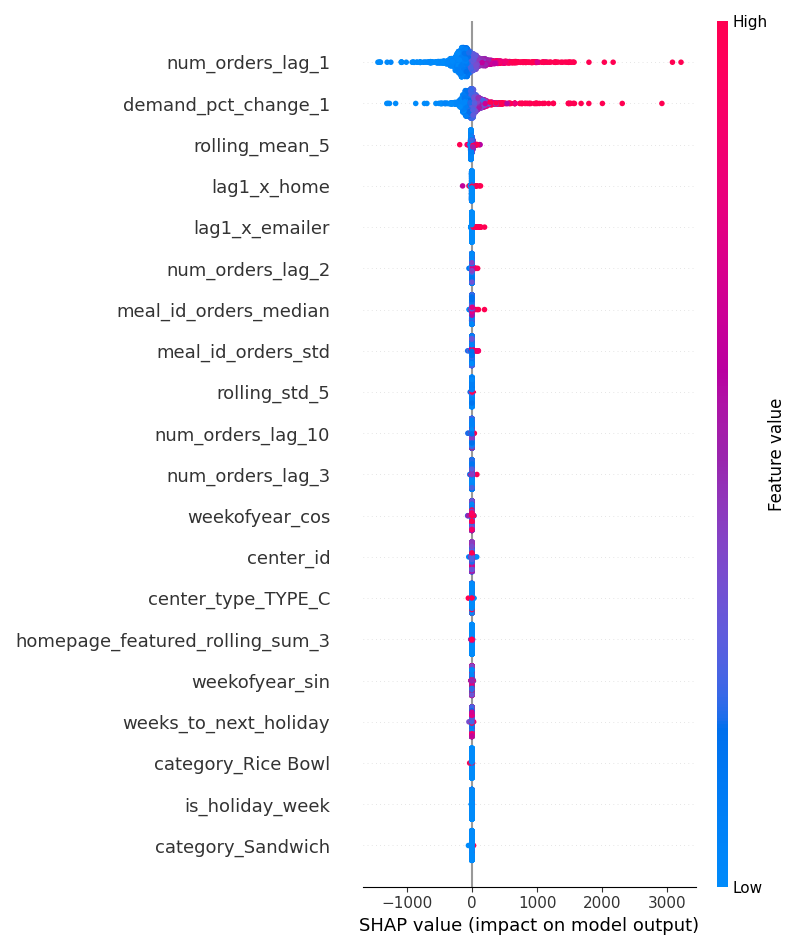 High
num_orders_lag_1
demand_pct_change_1
rolling_mean_5
lag1_x_home
lag1_x_emailer
num_orders_lag_2
meal_id_orders_median
meal_id_orders_std
rolling_std_5
num_orders_lag_10
num_orders_lag_3
weekofyear_cos
center_id
center_type_TYPE_C
homepage_featured_rolling_sum_3
weekofyear_sin
weeks_to_next_holiday
category_Rice Bowl
is_holiday_week
category_Sandwich
Feature value
Low
−1000 0 1000 2000 3000
SHAP value (impact on model output)